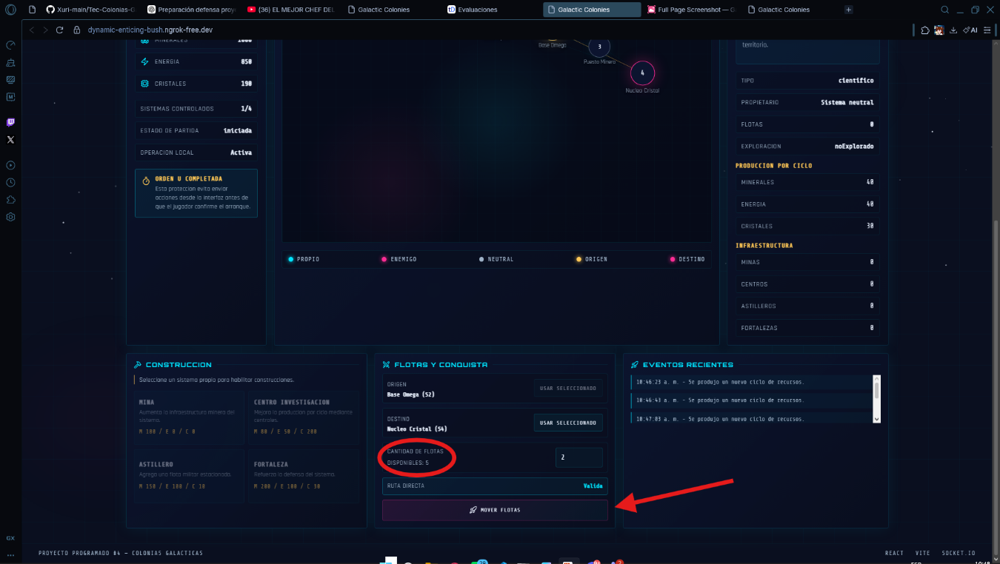 Xuri-main/Tec-Colonias-G
Preparación defensa proy
(36) EL MEJOR CHEF DEL
Galactic Colonies
Evaluaciones
Galactic Colonies
Full Page Screenshot — G
Galactic Colonies
dynamic-enticing-bush.ngrok-free.dev
AI
MINERALES 1000
ENERGIA 850
CRISTALES 190
SISTEMAS CONTROLADOS 1/4
ESTADO DE PARTIDA iniciada
OPERACION LOCAL Activa
ORDEN U COMPLETADA
Esta proteccion evita enviar
acciones desde la interfaz antes de
que el jugador confirme el arranque.
Base Omega
3
Puesto Minero
4
Nucleo Cristal
PROPIO
ENEMIGO
NEUTRAL
ORIGEN
DESTINO
territorio.
TIPO cientifico
PROPIETARIO Sistema neutral
FLOTAS 0
EXPLORACION noExplorado
PRODUCCION POR CICLO
MINERALES 40
ENERGIA 40
CRISTALES 30
INFRAESTRUCTURA
MINAS 0
CENTROS 0
ASTILLEROS 0
FORTALEZAS 0
CONSTRUCCION
Seleccione un sistema propio para habilitar construcciones.
MINA
Aumenta la infraestructura minera del
sistema.
M 100 / E 0 / C 0
CENTRO INVESTIGACION
Mejora la produccion por ciclo mediante
centrales.
M 80 / E 50 / C 200
ASTILLERO
Agrega una flota militar estacionada.
M 150 / E 100 / C 10
FORTALEZA
Refuerza la defensa del sistema.
M 200 / E 100 / C 30
FLOTAS Y CONQUISTA
ORIGEN
Base Omega (S2)
USAR SELECCIONADO
DESTINO
Nucleo Cristal (S4)
USAR SELECCIONADO
CANTIDAD DE FLOTAS
DISPONIBLES: 5
2
RUTA DIRECTA Valida
MOVER FLOTAS
EVENTOS RECIENTES
10:46:23 a. m. - Se produjo un nuevo ciclo de recursos.
10:46:43 a. m. - Se produjo un nuevo ciclo de recursos.
10:47:03 a. m. - Se produjo un nuevo ciclo de recursos.
GX
PROYECTO PROGRAMADO #4 — COLONIAS GALACTICAS
REACT
VITE
SOCKET.IO